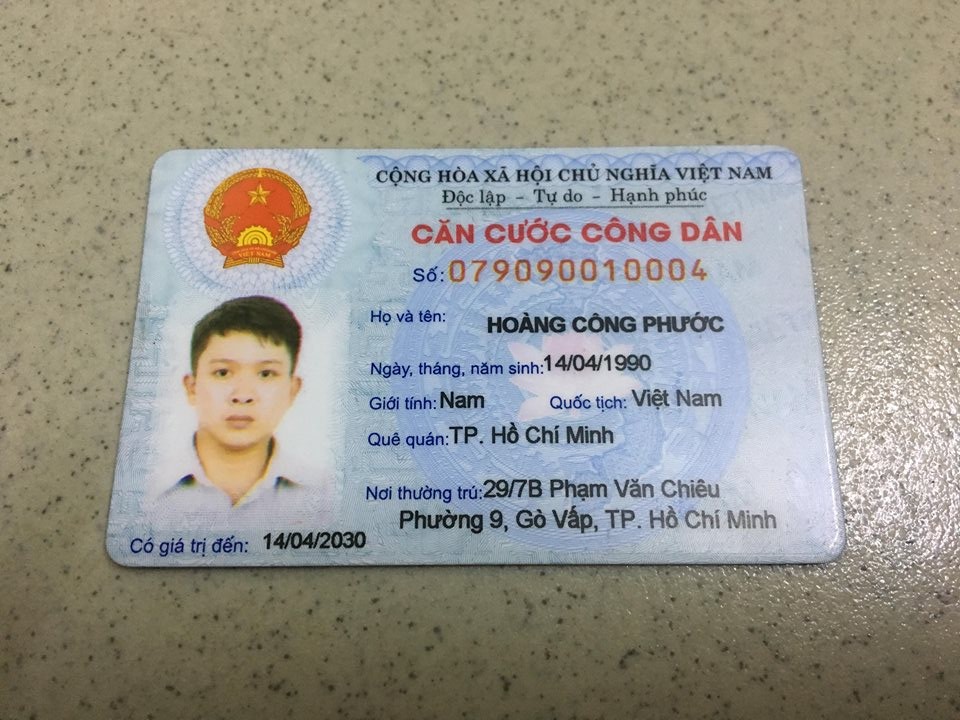 CỘNG HÒA XÃ HỘI CHỦ NGHĨA VIỆT NAM
Độc lập - Tự do - Hạnh phúc
CĂN CƯỚC CÔNG DÂN
Số: 079090010004
VIỆT NAM
Họ và tên: HOÀNG CÔNG PHƯỚC
Ngày, tháng, năm sinh: 14/04/1990
Giới tính: Nam Quốc tịch: Việt Nam
Quê quán: TP. Hồ Chí Minh
Nơi thường trú: 29/7B Phạm Văn Chiêu
Phường 9, Gò Vấp, TP. Hồ Chí Minh
Có giá trị đến: 14/04/2030